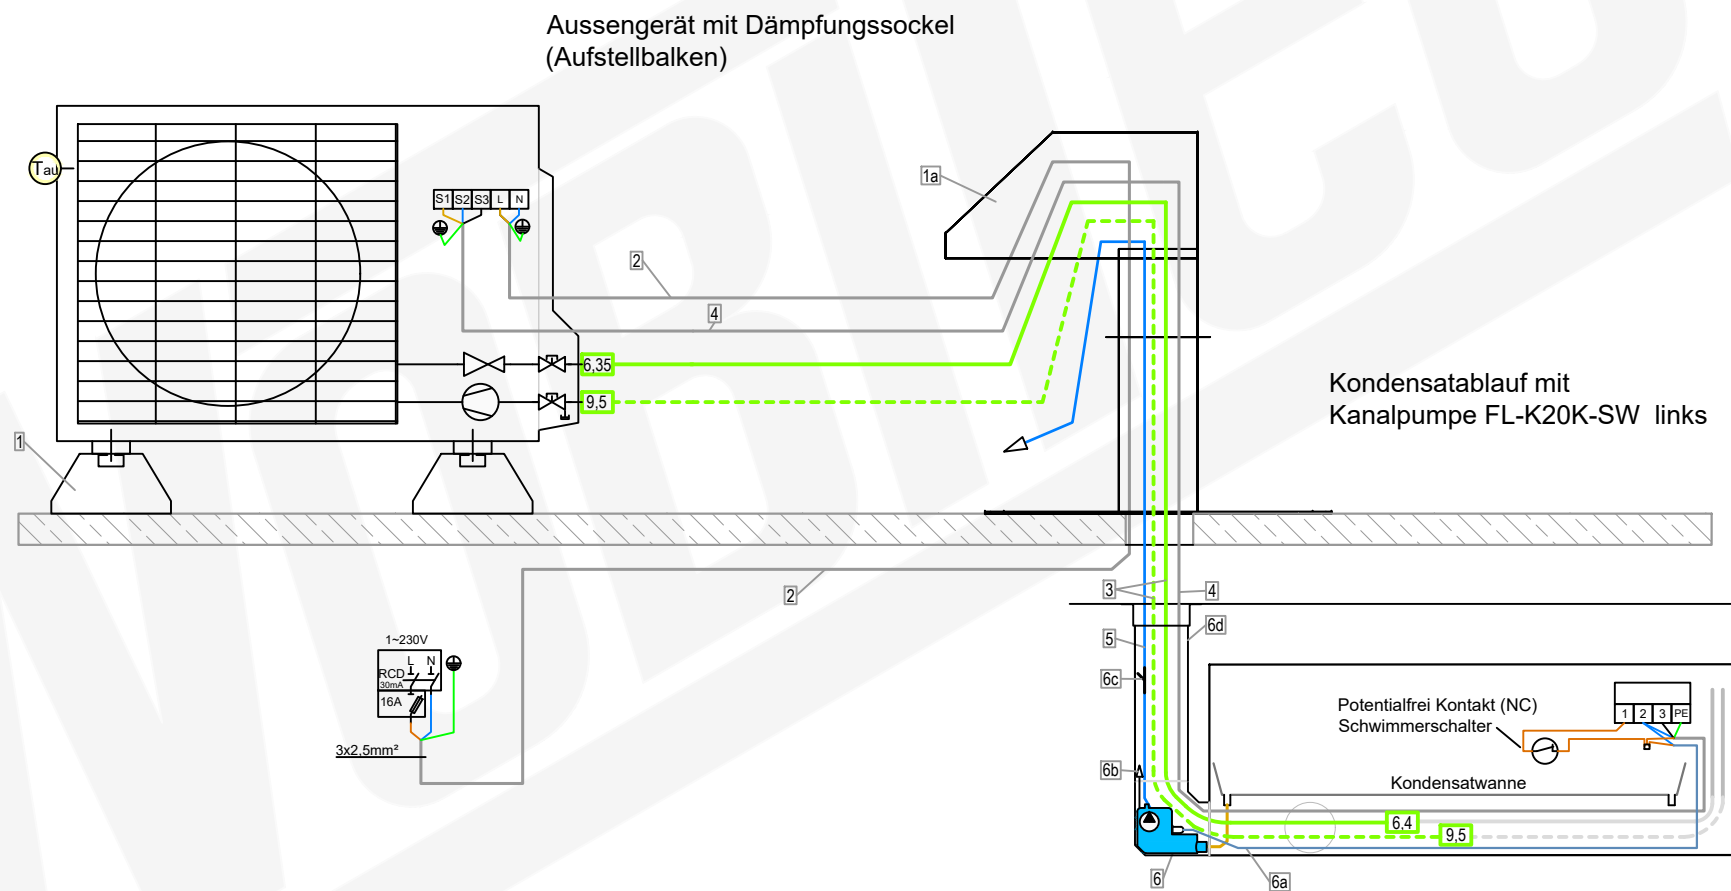 Aussengerät mit Dämpfungssockel
(Aufstellbalken)
Tau
S1 S2 S3 L N
1a
2
4
6,35
9,5
1
Kondensatablauf mit
Kanalpumpe FL-K20K-SW links
2
3
4
5
6d
6c
6b
1~230V
L N
RCD
30mA
16A
3x2,5mm²
Potentialfrei Kontakt (NC)
Schwimmerschalter
1 2 3 PE
Kondensatwanne
6,4
9,5
6
6a